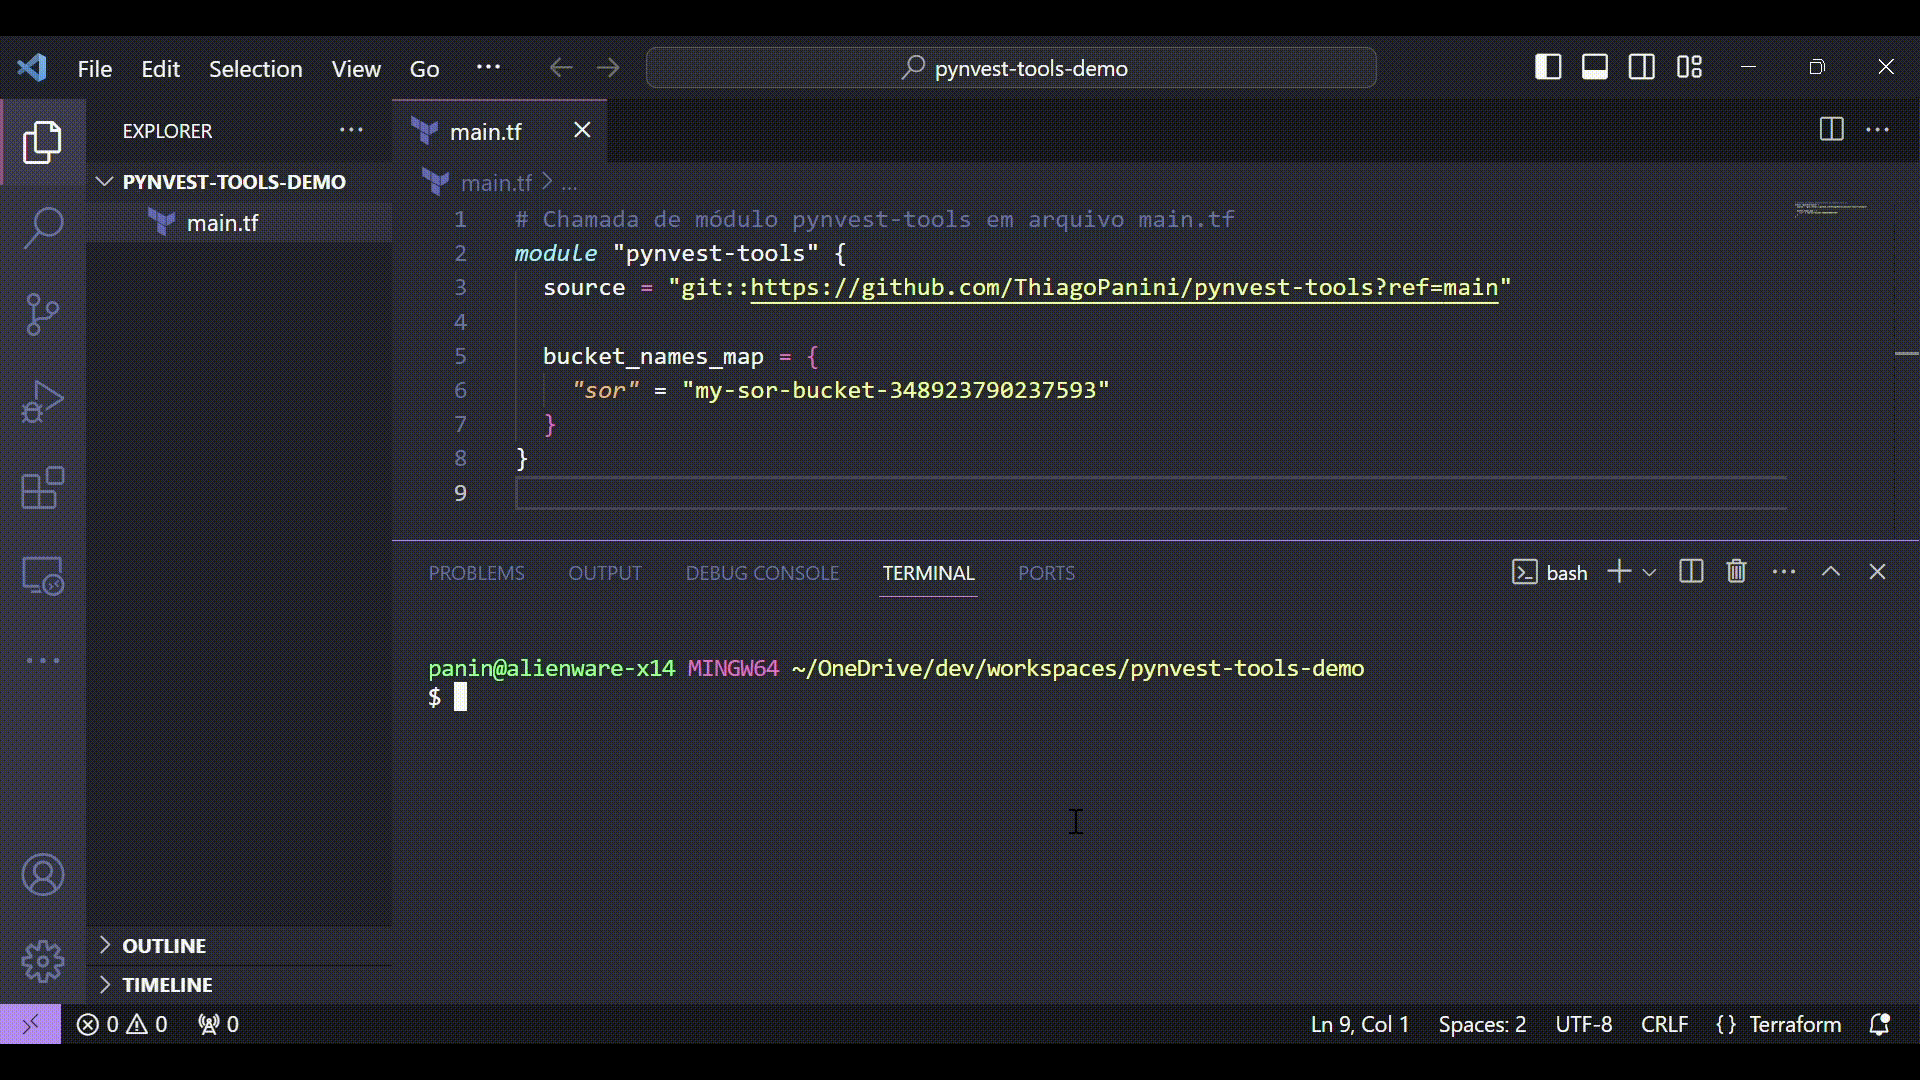 File Edit Selection View Go ··· pynvest-tools-demo
EXPLORER ···
PYNVEST-TOOLS-DEMO
main.tf
main.tf
main.tf > ...
1 # Chamada de módulo pynvest-tools em arquivo main.tf
2 module "pynvest-tools" {
3 source = "git::https://github.com/ThiagoPanini/pynvest-tools?ref=main"
4
5 bucket_names_map = {
6 "sor" = "my-sor-bucket-348923790237593"
7 }
8 }
9
PROBLEMS OUTPUT DEBUG CONSOLE TERMINAL PORTS bash
panin@alienware-x14 MINGW64 ~/OneDrive/dev/workspaces/pynvest-tools-demo
$
OUTLINE
TIMELINE
0 0 0 Ln 9, Col 1 Spaces: 2 UTF-8 CRLF {} Terraform